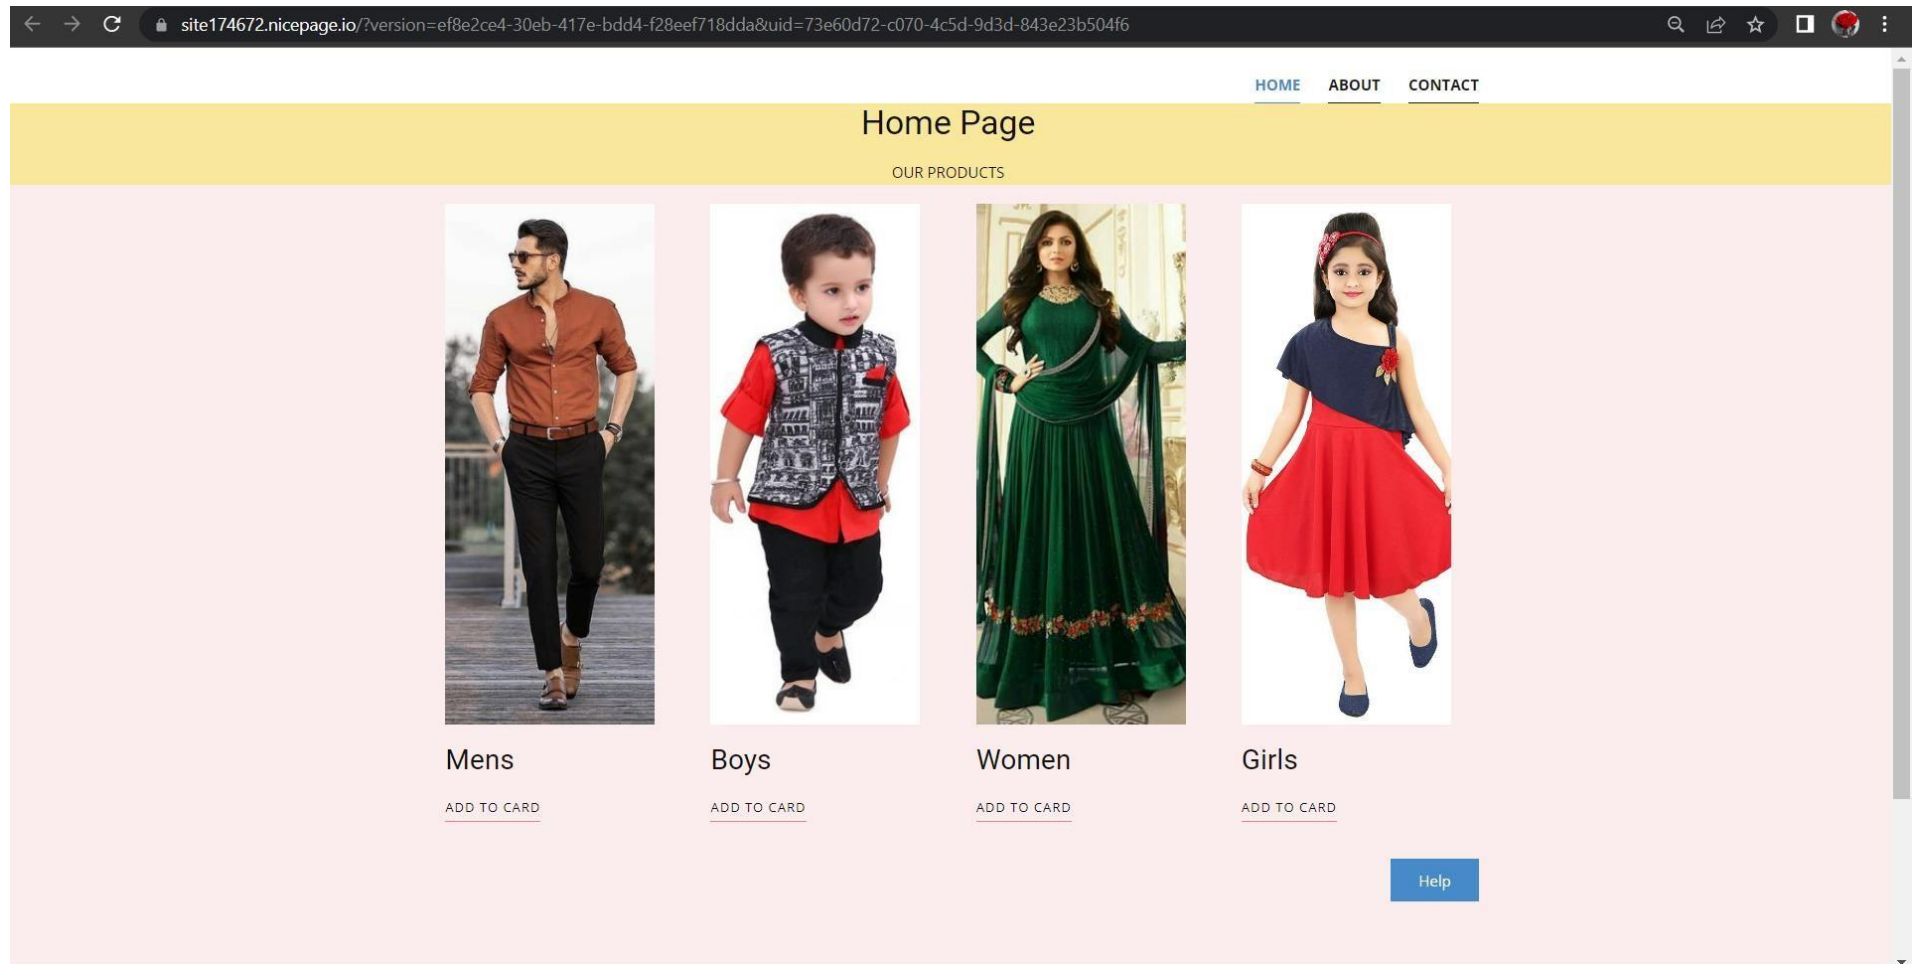 site174672.nicepage.io/?version=ef8e2ce4-30eb-417e-bdd4-f28eef718dda&uid=73e60d72-c070-4c5d-9d3d-843e23b504f6
HOME ABOUT CONTACT
Home Page
OUR PRODUCTS
Mens Boys Women Girls
ADD TO CARD ADD TO CARD ADD TO CARD ADD TO CARD
Help